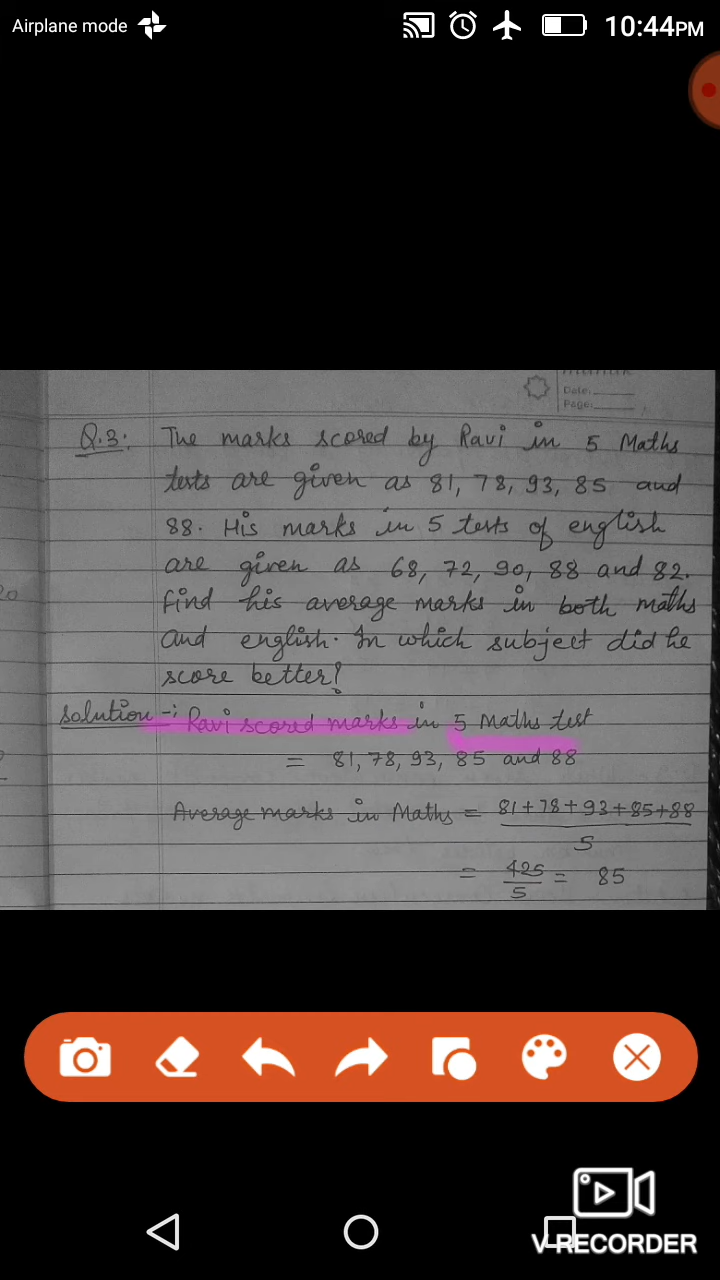 Airplane mode
10:44PM
Date:
Page:
Q.3: The marks scored by Ravi in 5 Maths
tests are given as 81, 78, 93, 85 and
88. His marks in 5 tests of english
are given as 68, 72, 90, 88 and 82.
find his average marks in both maths
and english. In which subject did he
score better?
Solution -: Ravi scored marks in 5 Maths test
= 81, 78, 93, 85 and 88
Average marks in Maths = 81+78+93+85+88
5
= 425 = 85
5
V RECORDER